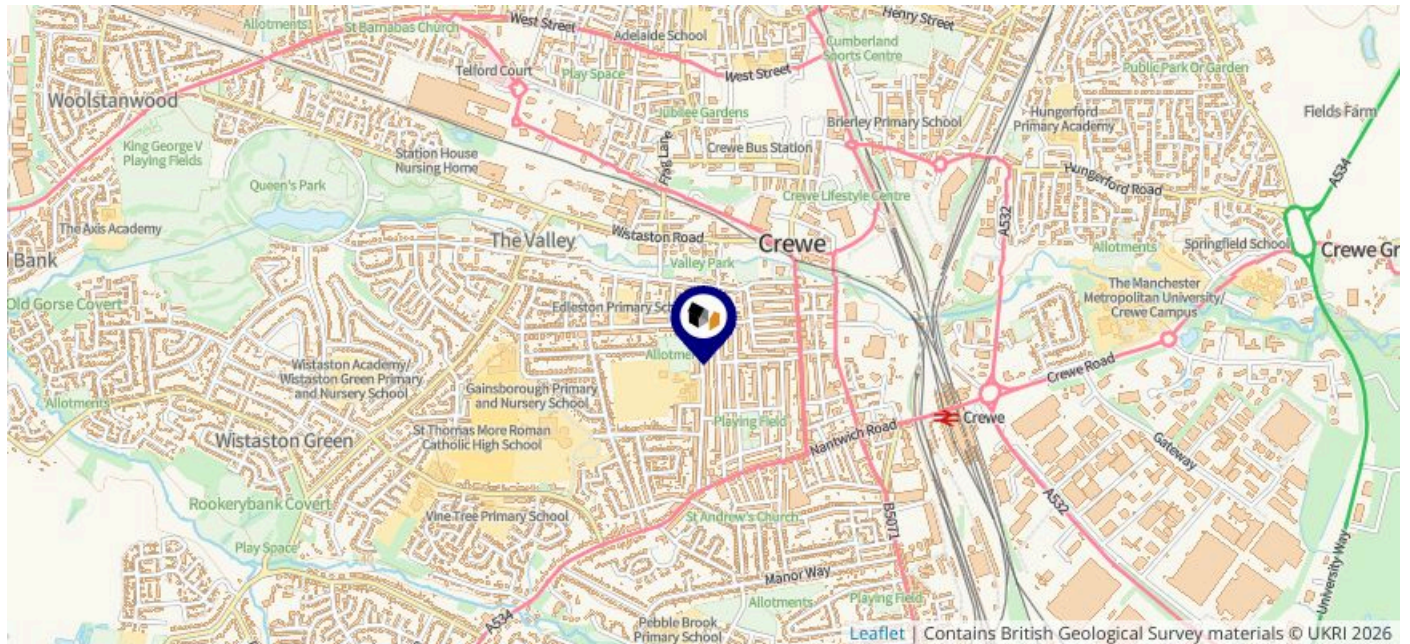 Allotments
St Barnabas Church
West Street
Adelaide School
Henry Street
Cumberland
Sports Centre
Telford Court
Play Space
West Street
Public Park Or Garden
Woolstanwood
Jubilee Gardens
Brierley Primary School
Hungerford
Primary Academy
Fields Farm
King George V
Playing Fields
Station House
Nursing Home
Frog Lane
Crewe Bus Station
Hungerford Road
A534
Queen's Park
Crewe Lifestyle Centre
The Axis Academy
The Valley
Wistaston Road
Crewe
A532
Allotments
Springfield School
Crewe Gr
Bank
Valley Park
The Manchester
Metropolitan University/
Crewe Campus
Old Gorse Covert
Edleston Primary Sch
Allotments
Wistaston Academy/
Wistaston Green Primary
and Nursery School
Gainsborough Primary
and Nursery School
Crewe Road
Allotments
Wistaston Green
St Thomas More Roman
Catholic High School
Playing Field
Nantwich Road
Crewe
Gateway
Rookerybank Covert
Vine Tree Primary School
St Andrew's Church
B5071
A532
Play Space
Manor Way
University Way
A534
Allotments
Playing Field
Pebble Brook
Primary School
Leaflet | Contains British Geological Survey materials © UKRI 2026